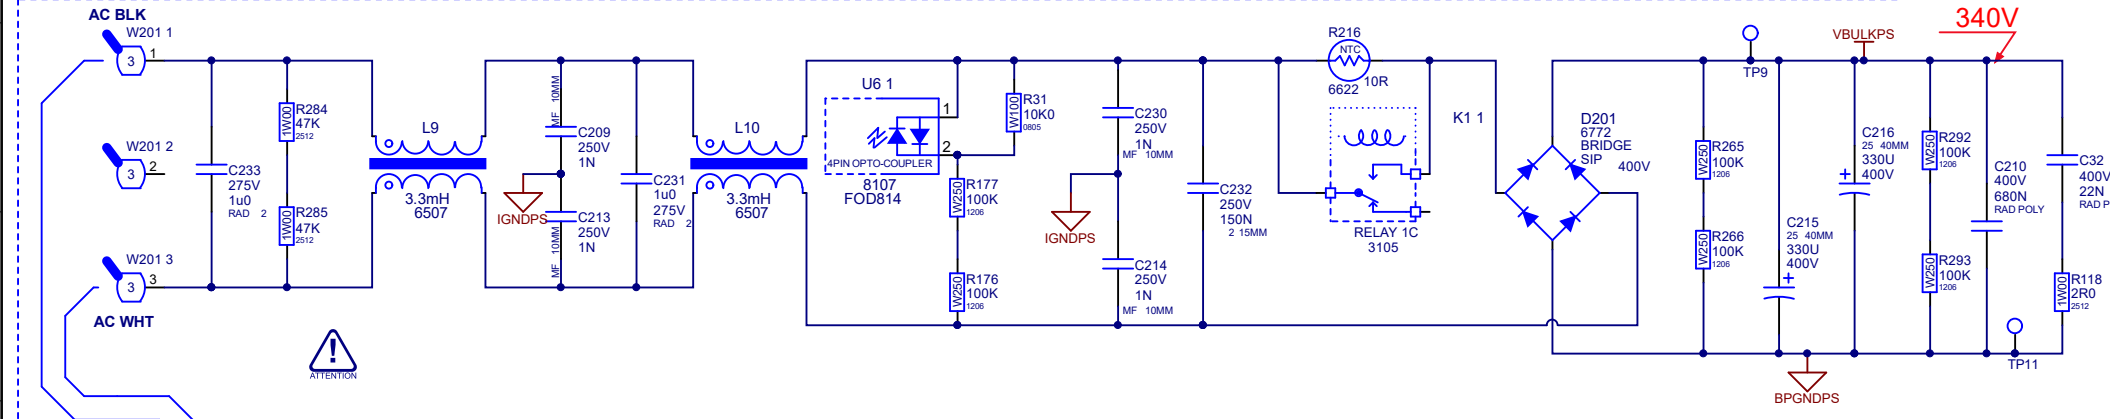 AC BLK
W201 1
3
1
W201 2
3
2
C233
275V
1u0
RAD 2
W201 3
3
3
AC WHT
1W00
R284
47K
2512
1W00
R285
47K
2512
ATTENTION
L9
3.3mH
6507
MF 10MM
C209
250V
1N
IGNDPS
C213
250V
1N
MF 10MM
C231
1u0
275V
RAD 2
L10
3.3mH
6507
U6 1
1
2
4PIN OPTO-COUPLER
8107
FOD814
W100
R31
10K0
0805
W250
R177
100K
1206
W250
R176
100K
1206
IGNDPS
C230
250V
1N
MF 10MM
C214
250V
1N
MF 10MM
C232
250V
150N
2 15MM
R216
NTC
10R
6622
K1 1
RELAY 1C
3105
D201
6772
BRIDGE
SIP
400V
W250
R265
100K
1206
W250
R266
100K
1206
TP9
C215
25 40MM
330U
400V
BPGNDPS
VBULKPS
C216
25 40MM
330U
400V
W250
R292
100K
1206
W250
R293
100K
1206
340V
C210
400V
680N
RAD POLY
TP11
C32
400V
22N
RAD P
1W00
R118
2R0
2512